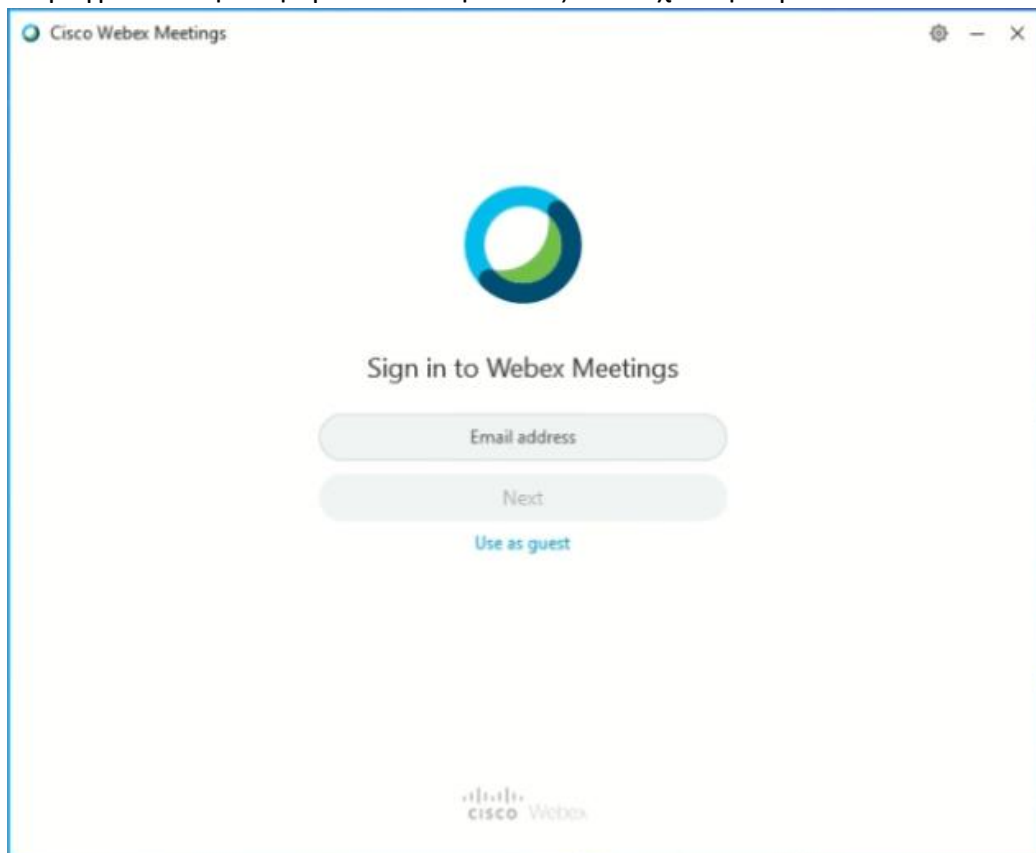 Cisco Webex Meetings
Sign in to Webex Meetings
Email address
Next
Use as guest
cisco Webex